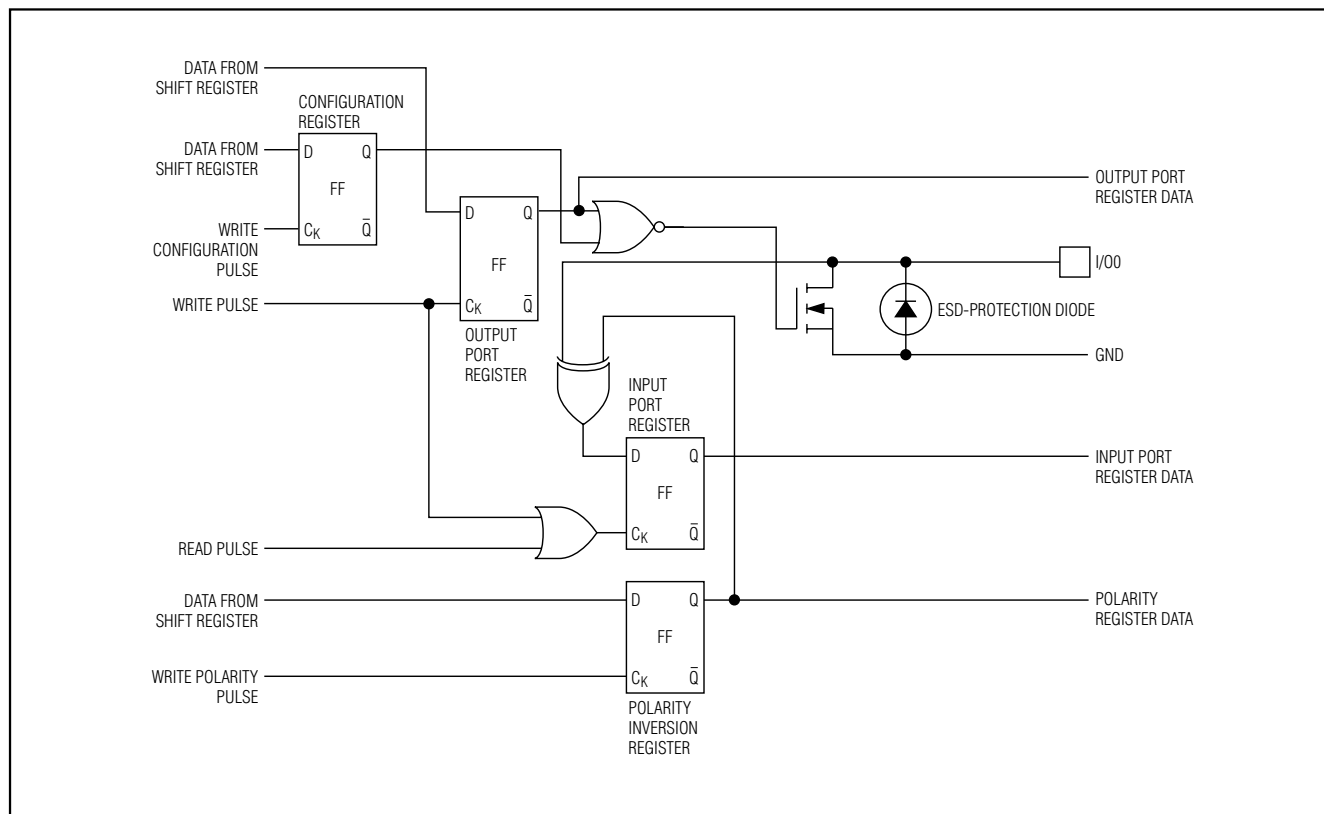 DATA FROM
SHIFT REGISTER
CONFIGURATION
REGISTER
DATA FROM
SHIFT REGISTER
D
Q
FF
WRITE
CONFIGURATION
PULSE
CK
Q̅
OUTPUT PORT
REGISTER DATA
D
Q
FF
I/O0
WRITE PULSE
CK
Q̅
ESD-PROTECTION DIODE
OUTPUT
PORT
REGISTER
GND
INPUT
PORT
REGISTER
D
Q
INPUT PORT
REGISTER DATA
FF
CK
Q̅
READ PULSE
DATA FROM
SHIFT REGISTER
D
Q
POLARITY
REGISTER DATA
FF
WRITE POLARITY
PULSE
CK
Q̅
POLARITY
INVERSION
REGISTER